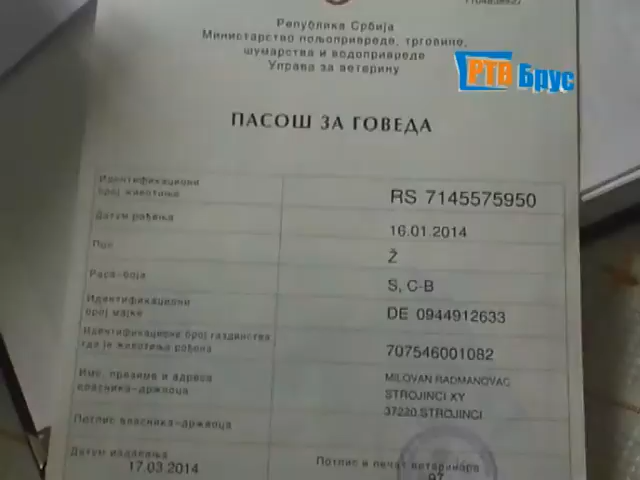 Република Србија
Министарство пољопривреде, трговине,
шумарства и водопривреде
Управа за ветерину
РТВ Брус
ПАСОШ ЗА ГОВЕДА
Идентификациони
број животиње
RS 7145575950
Датум рођења
16.01.2014
Пол
Ž
Раса-боја
S, C-B
Идентификациони
број мајке
DE 0944912633
Идентификациони број газдинства
где је животиња рођена
707546001082
Име, презиме и адреса
власника-држаоца
MILOVAN RADMANOVAC
STROJINCI XY
37220 STROJINCI
Потпис власника-држаоца
Датум издавања
17.03.2014
Потпис и печат ветеринара
97